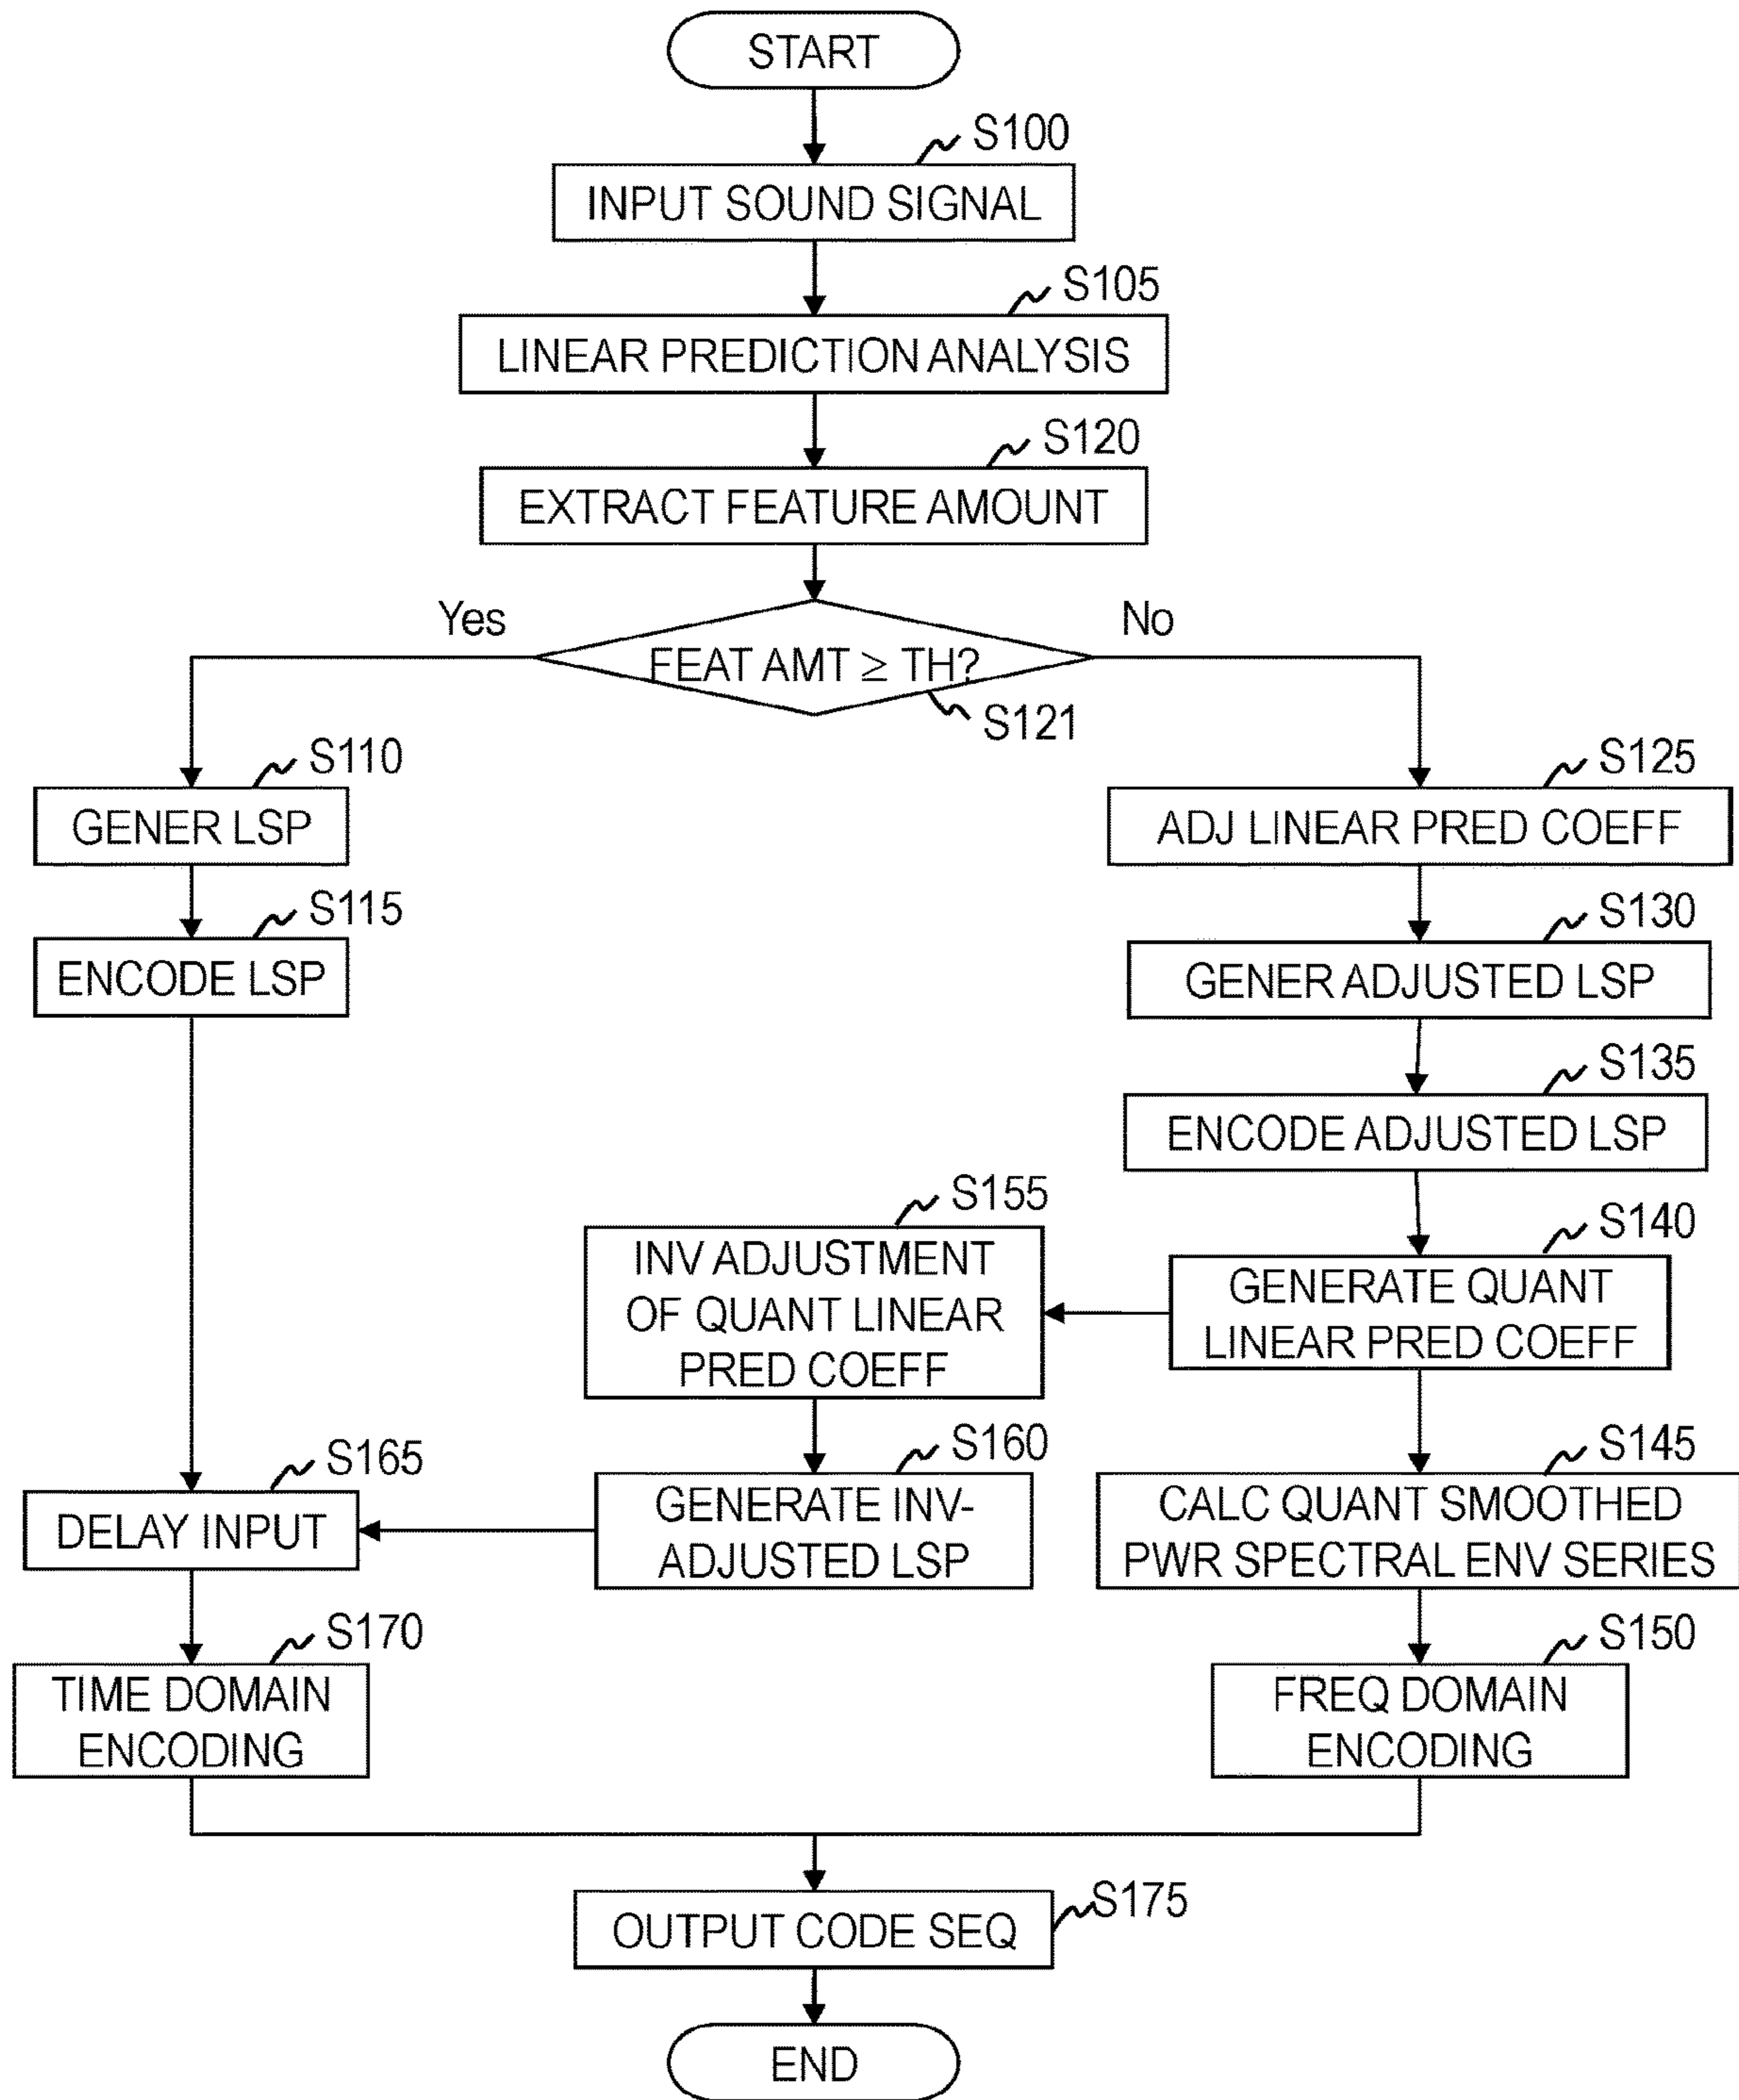 START
S100
INPUT SOUND SIGNAL
S105
LINEAR PREDICTION ANALYSIS
S120
EXTRACT FEATURE AMOUNT
Yes
No
FEAT AMT ≥ TH?
S121
S110
GENER LSP
S115
ENCODE LSP
S125
ADJ LINEAR PRED COEFF
S130
GENER ADJUSTED LSP
S135
ENCODE ADJUSTED LSP
S140
GENERATE QUANT
LINEAR PRED COEFF
S155
INV ADJUSTMENT
OF QUANT LINEAR
PRED COEFF
S160
GENERATE INV-
ADJUSTED LSP
S145
CALC QUANT SMOOTHED
PWR SPECTRAL ENV SERIES
S165
DELAY INPUT
S170
TIME DOMAIN
ENCODING
S150
FREQ DOMAIN
ENCODING
S175
OUTPUT CODE SEQ
END